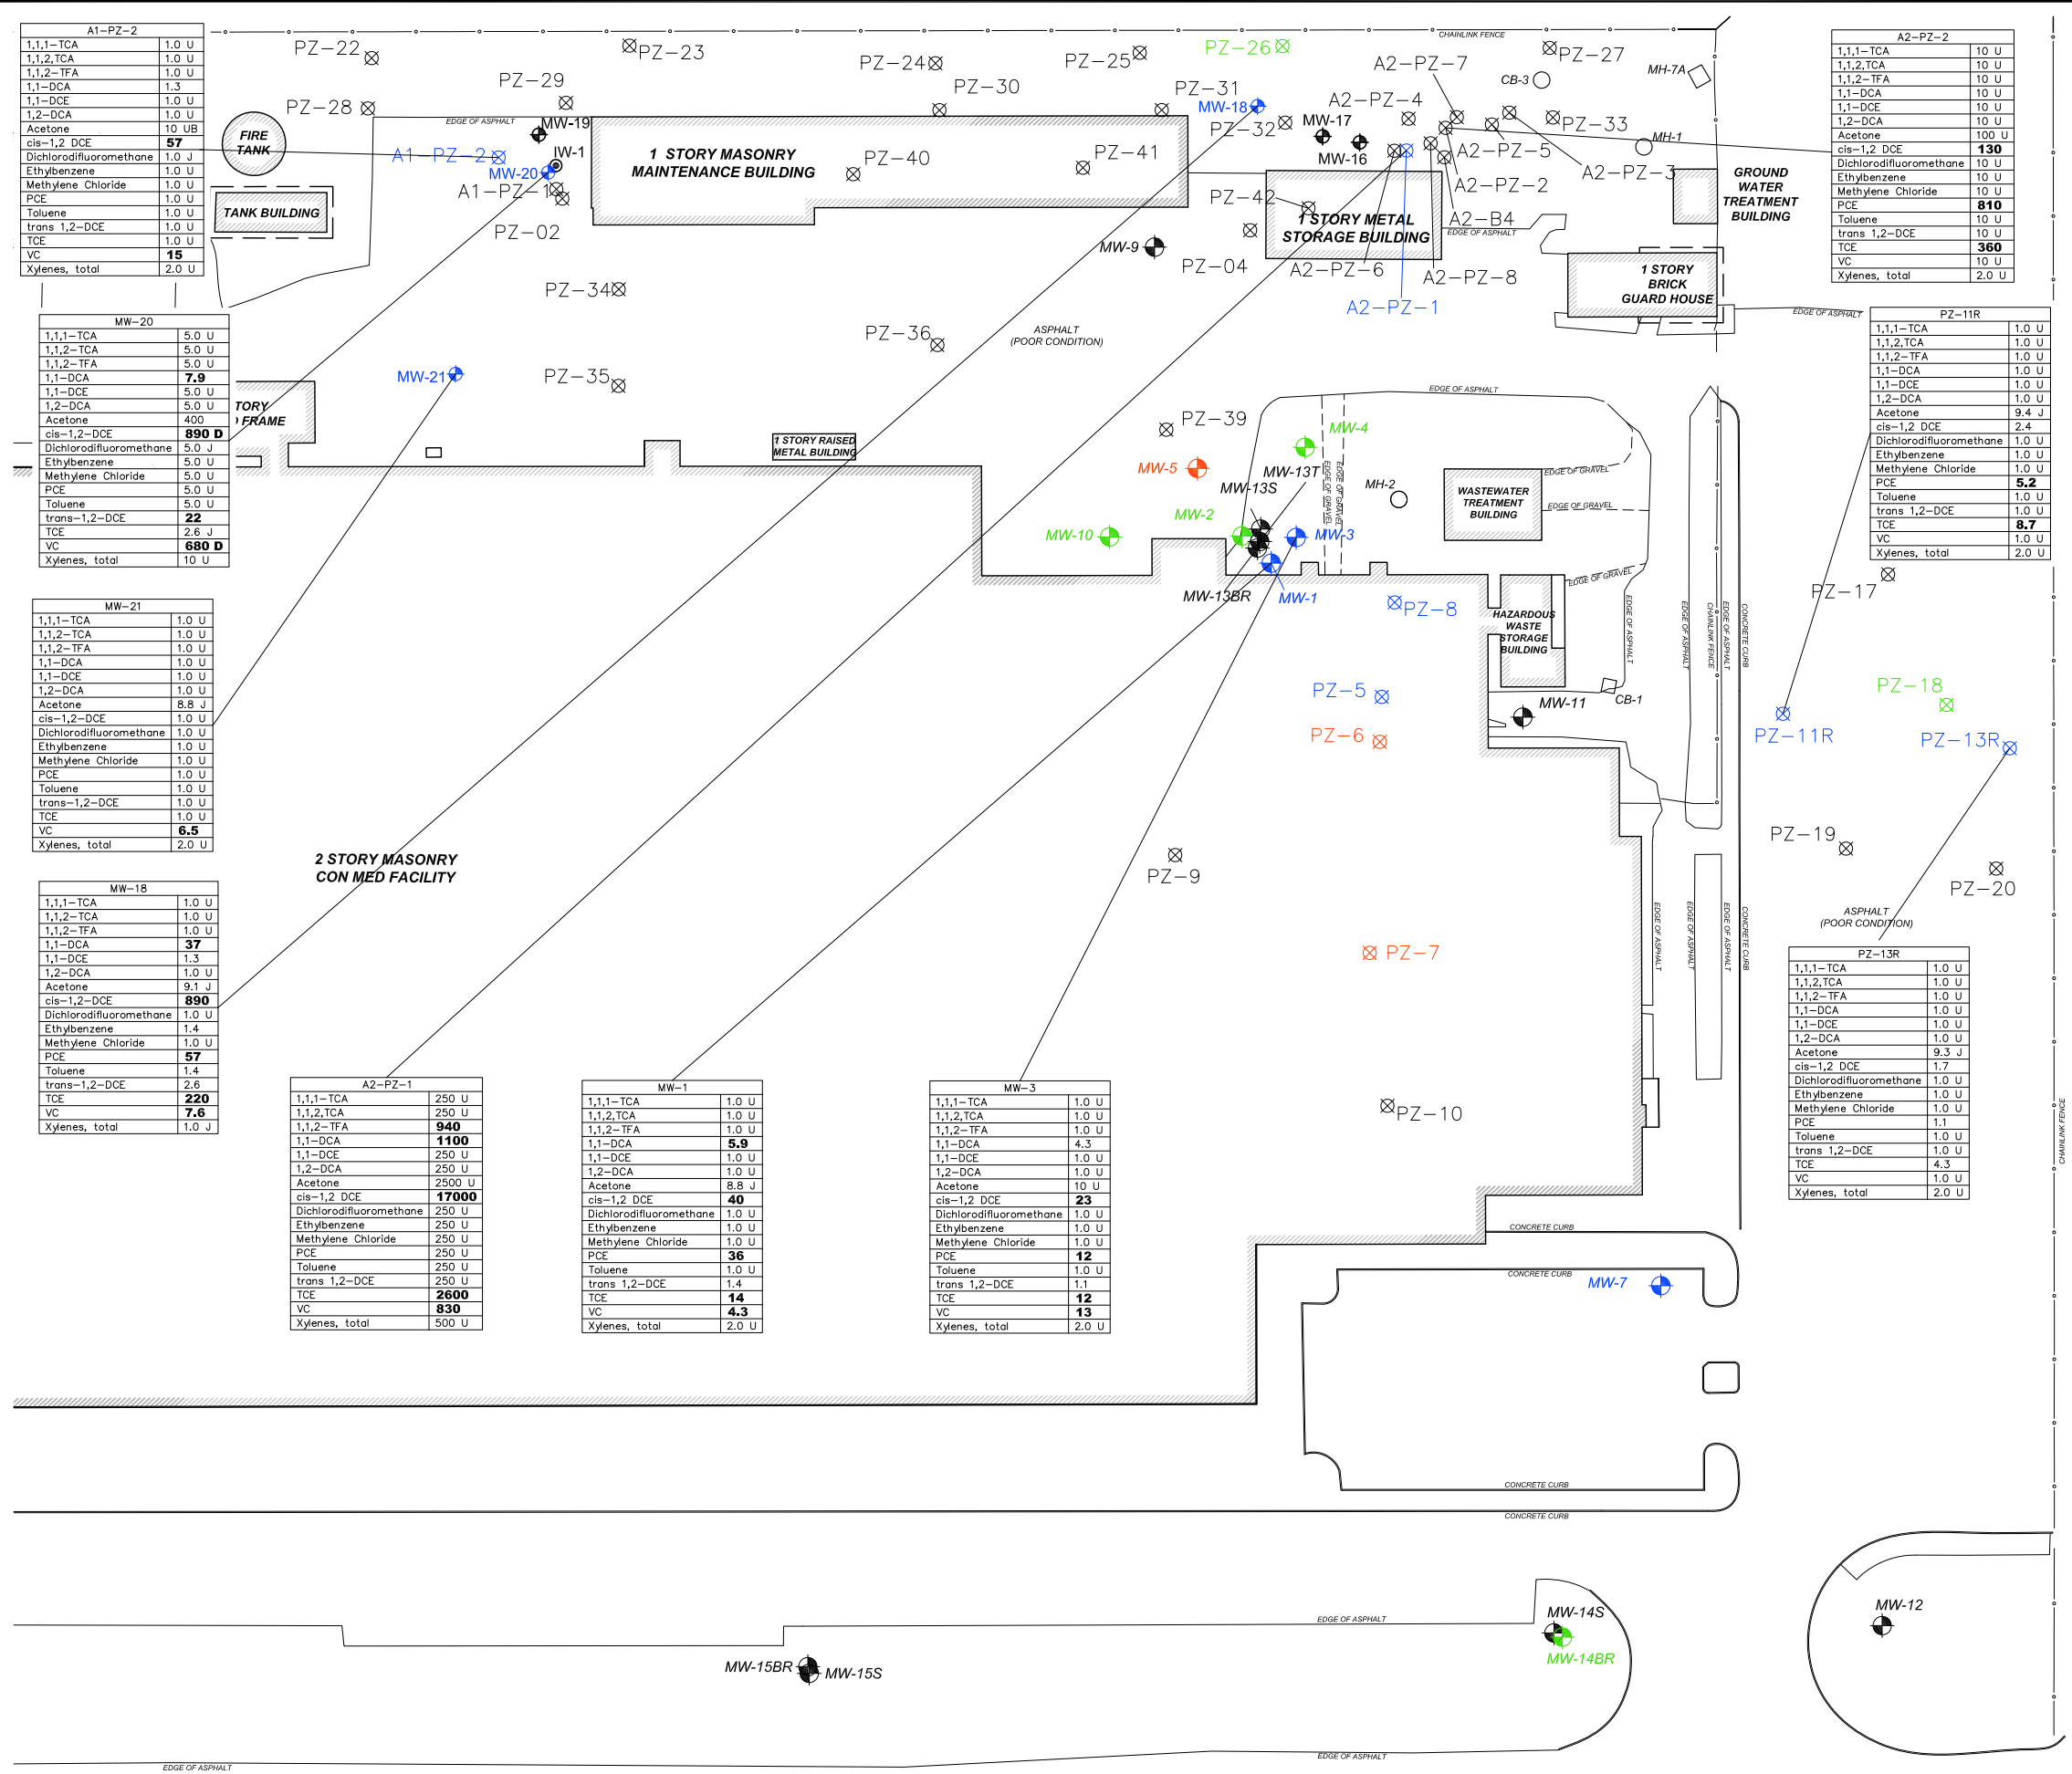 A1-PZ-2
1,1,1-TCA 1.0 U
1,1,2,TCA 1.0 U
1,1,2-TFA 1.0 U
1,1-DCA 1.3
1,1-DCE 1.0 U
1,2-DCA 1.0 U
Acetone 10 UB
cis-1,2 DCE 57
Dichlorodifluoromethane 1.0 J
Ethylbenzene 1.0 U
Methylene Chloride 1.0 U
PCE 1.0 U
Toluene 1.0 U
trans 1,2-DCE 1.0 U
TCE 1.0 U
VC 15
Xylenes, total 2.0 U
MW-20
1,1,1-TCA 5.0 U
1,1,2-TCA 5.0 U
1,1,2-TFA 5.0 U
1,1-DCA 7.9
1,1-DCE 5.0 U
1,2-DCA 5.0 U
Acetone 400
cis-1,2-DCE 890 D
Dichlorodifluoromethane 5.0 J
Ethylbenzene 5.0 U
Methylene Chloride 5.0 U
PCE 5.0 U
Toluene 5.0 U
trans-1,2-DCE 22
TCE 2.6 J
VC 680 D
Xylenes, total 10 U
MW-21
1,1,1-TCA 1.0 U
1,1,2-TCA 1.0 U
1,1,2-TFA 1.0 U
1,1-DCA 1.0 U
1,1-DCE 1.0 U
1,2-DCA 1.0 U
Acetone 8.8 J
cis-1,2-DCE 1.0 U
Dichlorodifluoromethane 1.0 U
Ethylbenzene 1.0 U
Methylene Chloride 1.0 U
PCE 1.0 U
Toluene 1.0 U
trans-1,2-DCE 1.0 U
TCE 1.0 U
VC 6.5
Xylenes, total 2.0 U
MW-18
1,1,1-TCA 1.0 U
1,1,2-TCA 1.0 U
1,1,2-TFA 1.0 U
1,1-DCA 37
1,1-DCE 1.3
1,2-DCA 1.0 U
Acetone 9.1 J
cis-1,2-DCE 890
Dichlorodifluoromethane 1.0 U
Ethylbenzene 1.4
Methylene Chloride 1.0 U
PCE 57
Toluene 1.4
trans-1,2-DCE 2.6
TCE 220
VC 7.6
Xylenes, total 1.0 J
A2-PZ-1
1,1,1-TCA 250 U
1,1,2,TCA 250 U
1,1,2-TFA 940
1,1-DCA 1100
1,1-DCE 250 U
1,2-DCA 250 U
Acetone 2500 U
cis-1,2 DCE 17000
Dichlorodifluoromethane 250 U
Ethylbenzene 250 U
Methylene Chloride 250 U
PCE 250 U
Toluene 250 U
trans 1,2-DCE 250 U
TCE 2600
VC 830
Xylenes, total 500 U
MW-1
1,1,1-TCA 1.0 U
1,1,2,TCA 1.0 U
1,1,2-TFA 1.0 U
1,1-DCA 5.9
1,1-DCE 1.0 U
1,2-DCA 1.0 U
Acetone 8.8 J
cis-1,2 DCE 40
Dichlorodifluoromethane 1.0 U
Ethylbenzene 1.0 U
Methylene Chloride 1.0 U
PCE 36
Toluene 1.0 U
trans 1,2-DCE 1.4
TCE 14
VC 4.3
Xylenes, total 2.0 U
MW-3
1,1,1-TCA 1.0 U
1,1,2,TCA 1.0 U
1,1,2-TFA 1.0 U
1,1-DCA 4.3
1,1-DCE 1.0 U
1,2-DCA 1.0 U
Acetone 10 U
cis-1,2 DCE 23
Dichlorodifluoromethane 1.0 U
Ethylbenzene 1.0 U
Methylene Chloride 1.0 U
PCE 12
Toluene 1.0 U
trans 1,2-DCE 1.1
TCE 12
VC 13
Xylenes, total 2.0 U
A2-PZ-2
1,1,1-TCA 10 U
1,1,2,TCA 10 U
1,1,2-TFA 10 U
1,1-DCA 10 U
1,1-DCE 10 U
1,2-DCA 10 U
Acetone 100 U
cis-1,2 DCE 130
Dichlorodifluoromethane 10 U
Ethylbenzene 10 U
Methylene Chloride 10 U
PCE 810
Toluene 10 U
trans 1,2-DCE 10 U
TCE 360
VC 10 U
Xylenes, total 2.0 U
PZ-11R
1,1,1-TCA 1.0 U
1,1,2,TCA 1.0 U
1,1,2-TFA 1.0 U
1,1-DCA 1.0 U
1,1-DCE 1.0 U
1,2-DCA 1.0 U
Acetone 9.4 J
cis-1,2 DCE 2.4
Dichlorodifluoromethane 1.0 U
Ethylbenzene 1.0 U
Methylene Chloride 1.0 U
PCE 5.2
Toluene 1.0 U
trans 1,2-DCE 1.0 U
TCE 8.7
VC 1.0 U
Xylenes, total 2.0 U
PZ-13R
1,1,1-TCA 1.0 U
1,1,2,TCA 1.0 U
1,1,2-TFA 1.0 U
1,1-DCA 1.0 U
1,1-DCE 1.0 U
1,2-DCA 1.0 U
Acetone 9.3 J
cis-1,2 DCE 1.7
Dichlorodifluoromethane 1.0 U
Ethylbenzene 1.0 U
Methylene Chloride 1.0 U
PCE 1.1
Toluene 1.0 U
trans 1,2-DCE 1.0 U
TCE 4.3
VC 1.0 U
Xylenes, total 2.0 U
PZ-22
PZ-23
PZ-24
PZ-25
PZ-26
CHAINLINK FENCE
PZ-27
A2-PZ-7
CB-3
MH-7A
PZ-28
PZ-29
PZ-30
PZ-31
MW-18
A2-PZ-4
PZ-32
MW-17
MW-16
PZ-33
MH-1
EDGE OF ASPHALT
MW-19
FIRE
TANK
A1-PZ-2
IW-1
MW-20
A1-PZ-1
PZ-02
TANK BUILDING
1 STORY MASONRY
MAINTENANCE BUILDING
PZ-40
PZ-41
PZ-42
A2-PZ-5
A2-PZ-3
A2-PZ-2
A2-B4
EDGE OF ASPHALT
GROUND
WATER
TREATMENT
BUILDING
1 STORY METAL
STORAGE BUILDING
MW-9
PZ-04
A2-PZ-6
A2-PZ-8
A2-PZ-1
1 STORY
BRICK
GUARD HOUSE
EDGE OF ASPHALT
PZ-34
PZ-36
ASPHALT
(POOR CONDITION)
MW-21
PZ-35
TORY
FRAME
1 STORY RAISED
METAL BUILDING
EDGE OF ASPHALT
PZ-39
MW-4
MW-5
MW-13T
MW-13S
EDGE OF GRAVEL
EDGE OF GRAVEL
MH-2
WASTEWATER
TREATMENT
BUILDING
EDGE OF GRAVEL
EDGE OF GRAVEL
EDGE OF GRAVEL
MW-10
MW-2
MW-3
MW-13BR
MW-1
PZ-8
HAZARDOUS
WASTE
STORAGE
BUILDING
EDGE OF ASPHALT
EDGE OF ASPHALT
CHAINLINK FENCE
EDGE OF ASPHALT
CONCRETE CURB
PZ-17
PZ-5
PZ-6
MW-11
CB-1
PZ-18
PZ-11R
PZ-13R
PZ-19
PZ-20
2 STORY MASONRY
CON MED FACILITY
PZ-9
PZ-7
EDGE OF ASPHALT
EDGE OF ASPHALT
EDGE OF ASPHALT
CONCRETE CURB
ASPHALT
(POOR CONDITION)
PZ-10
CHAINLINK FENCE
CONCRETE CURB
CONCRETE CURB
MW-7
CONCRETE CURB
CONCRETE CURB
EDGE OF ASPHALT
MW-14S
MW-14BR
MW-12
MW-15BR
MW-15S
EDGE OF ASPHALT
EDGE OF ASPHALT